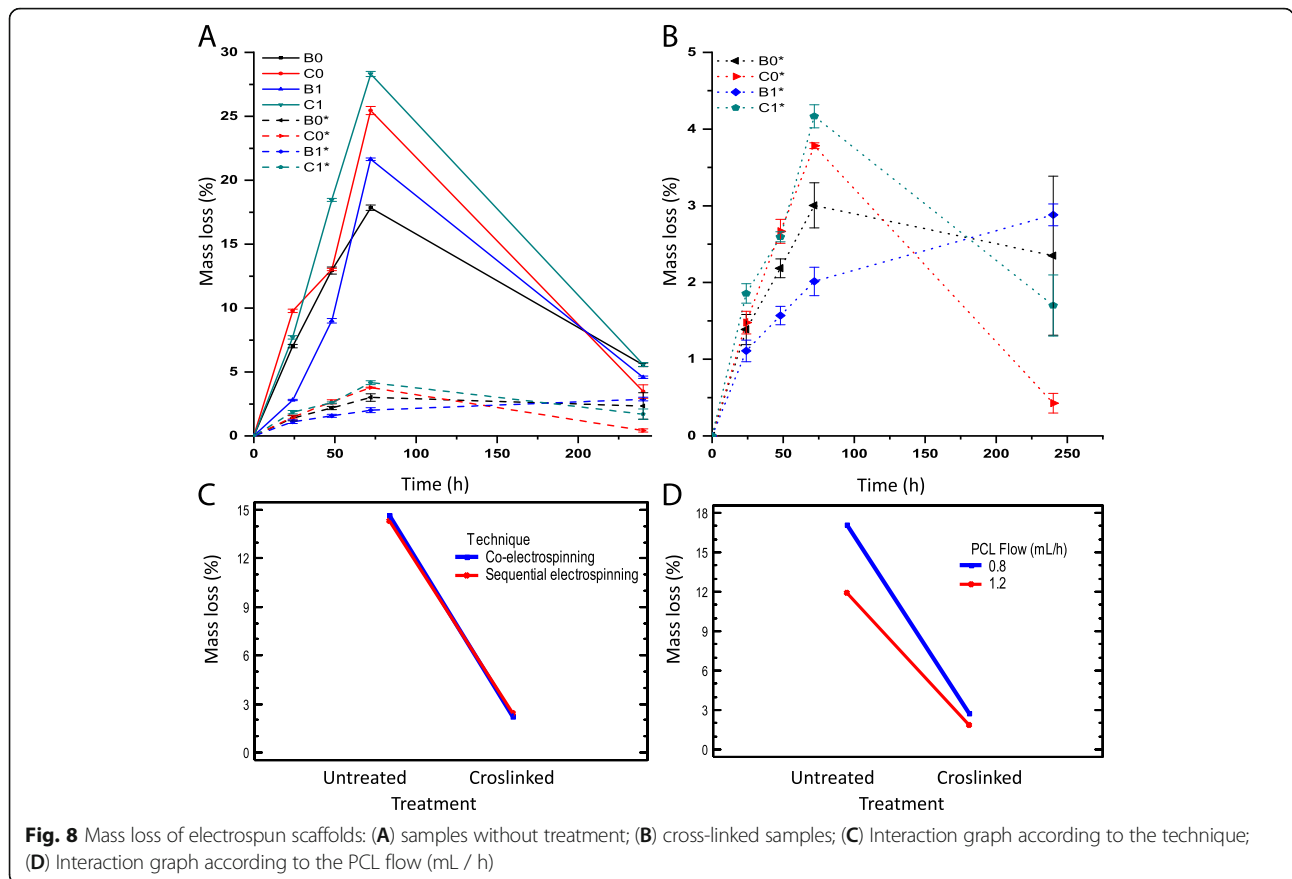 A
30
25
20
15
10
5
0
Mass loss (%)
B0
C0
B1
C1
B0*
C0*
B1*
C1*
0 50 100 150 200
Time (h)
B
5
4
3
2
1
0
Mass loss (%)
B0*
C0*
B1*
C1*
0 50 100 150 200 250
Time (h)
C
15
12
9
6
3
0
Mass loss (%)
Technique
Co-electrospinning
Sequential electrospinning
Untreated Croslinked
Treatment
D
18
15
12
9
6
3
0
Mass loss (%)
PCL Flow (mL/h)
0.8
1.2
Untreated Croslinked
Treatment
Fig. 8 Mass loss of electrospun scaffolds: (A) samples without treatment; (B) cross-linked samples; (C) Interaction graph according to the technique;
(D) Interaction graph according to the PCL flow (mL / h)